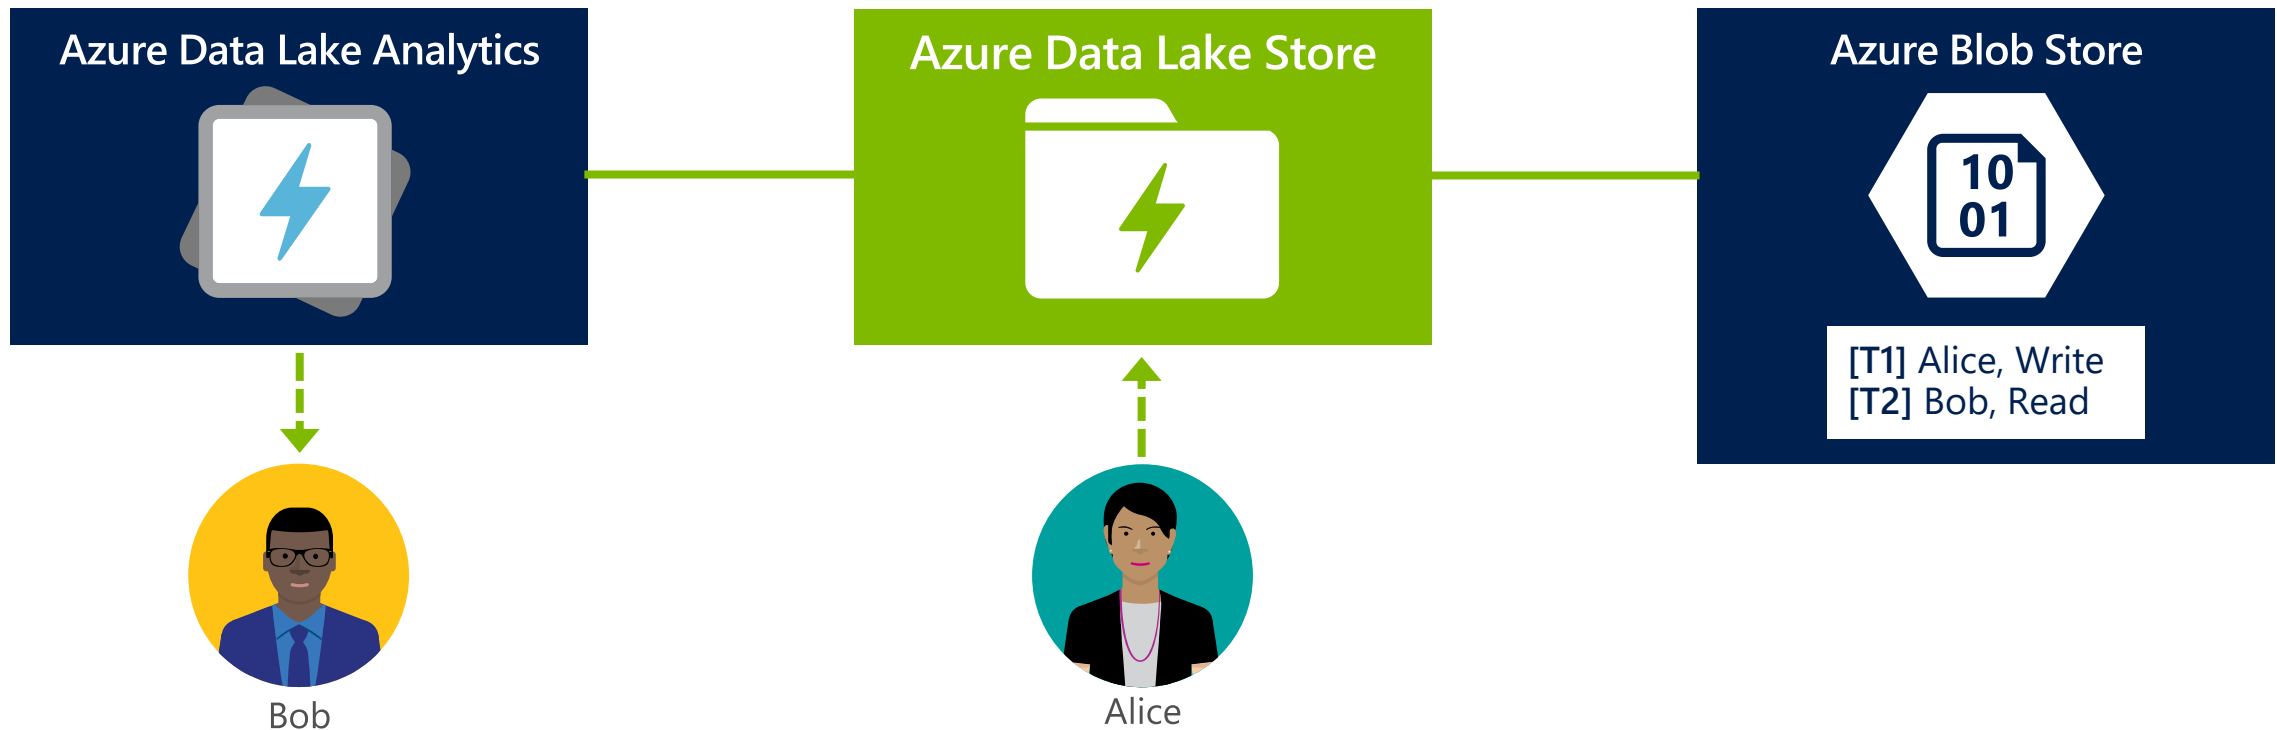 Azure Data Lake Analytics
Azure Data Lake Store
Azure Blob Store
10
01
[T1] Alice, Write
[T2] Bob, Read
Bob
Alice